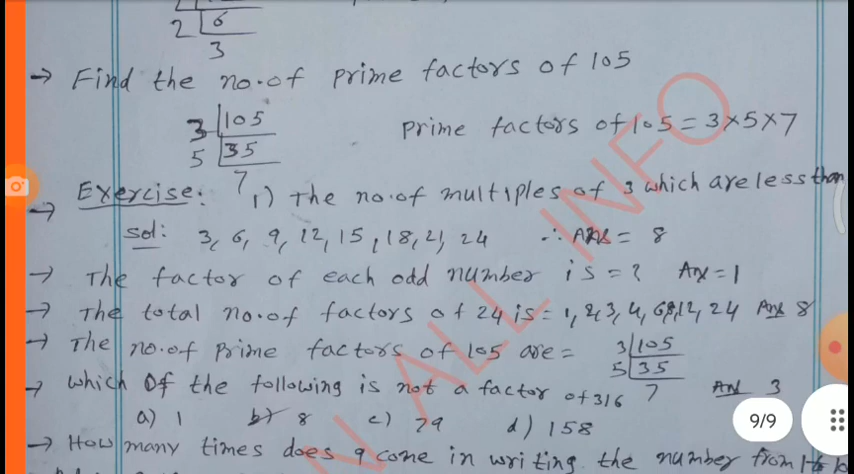 2 6
3
→ Find the no.of prime factors of 105
3 105
5 35
7
Prime factors of 105 = 3×5×7
→ Exercise: 1) The no.of multiples of 3 which are less than
sol: 3, 6, 9, 12, 15, 18, 21, 24 ∴ Ans = 8
→ The factor of each odd number is = ? Ans = 1
→ The total no.of factors of 24 is = 1, 2, 3, 4, 6, 8, 12, 24 Ans 8
→ The no.of prime factors of 105 are =
3 105
5 35
7
Ans 3
→ which Of the following is not a factor of 316
a) 1 b) 8 c) 79 d) 158
→ How many times does 9 come in writing the number from 1 to
N ALL INFO
9/9